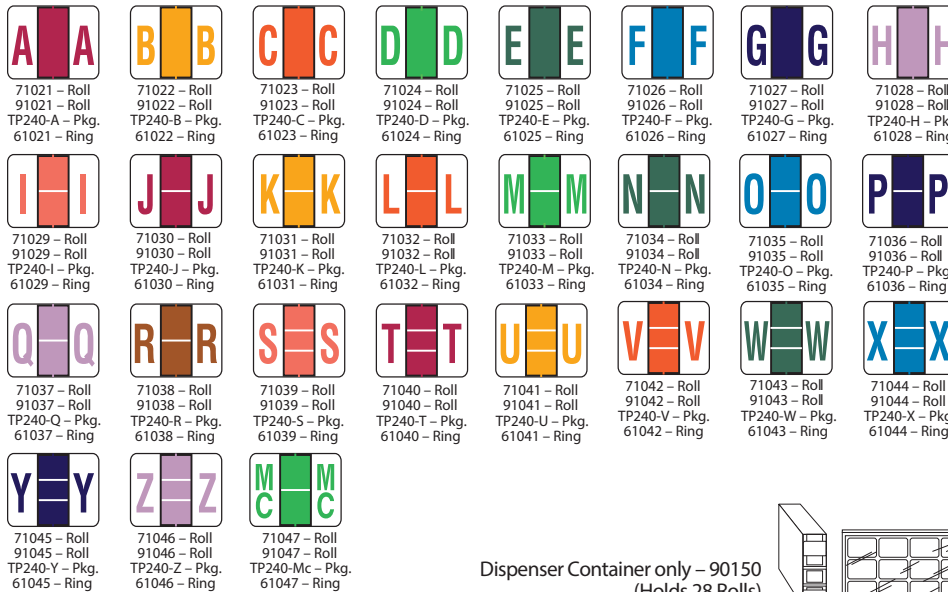 A A
71021 – Roll
91021 – Roll
TP240-A – Pkg.
61021 – Ring
B B
71022 – Roll
91022 – Roll
TP240-B – Pkg.
61022 – Ring
C C
71023 – Roll
91023 – Roll
TP240-C – Pkg.
61023 – Ring
D D
71024 – Roll
91024 – Roll
TP240-D – Pkg.
61024 – Ring
E E
71025 – Roll
91025 – Roll
TP240-E – Pkg.
61025 – Ring
F F
71026 – Roll
91026 – Roll
TP240-F – Pkg.
61026 – Ring
G G
71027 – Roll
91027 – Roll
TP240-G – Pkg.
61027 – Ring
H H
71028 – Roll
91028 – Roll
TP240-H – Pkg
61028 – Ring
I I
71029 – Roll
91029 – Roll
TP240-I – Pkg.
61029 – Ring
J J
71030 – Roll
91030 – Roll
TP240-J – Pkg.
61030 – Ring
K K
71031 – Roll
91031 – Roll
TP240-K – Pkg.
61031 – Ring
L L
71032 – Roll
91032 – Roll
TP240-L – Pkg.
61032 – Ring
M M
71033 – Roll
91033 – Roll
TP240-M – Pkg.
61033 – Ring
N N
71034 – Roll
91034 – Roll
TP240-N – Pkg.
61034 – Ring
O O
71035 – Roll
91035 – Roll
TP240-O – Pkg.
61035 – Ring
P P
71036 – Roll
91036 – Roll
TP240-P – Pkg.
61036 – Ring
Q Q
71037 – Roll
91037 – Roll
TP240-Q – Pkg.
61037 – Ring
R R
71038 – Roll
91038 – Roll
TP240-R – Pkg.
61038 – Ring
S S
71039 – Roll
91039 – Roll
TP240-S – Pkg.
61039 – Ring
T T
71040 – Roll
91040 – Roll
TP240-T – Pkg.
61040 – Ring
U U
71041 – Roll
91041 – Roll
TP240-U – Pkg.
61041 – Ring
V V
71042 – Roll
91042 – Roll
TP240-V – Pkg.
61042 – Ring
W W
71043 – Roll
91043 – Roll
TP240-W – Pkg.
61043 – Ring
X X
71044 – Roll
91044 – Roll
TP240-X – Pkg
61044 – Ring
Y Y
71045 – Roll
91045 – Roll
TP240-Y – Pkg.
61045 – Ring
Z Z
71046 – Roll
91046 – Roll
TP240-Z – Pkg.
61046 – Ring
M M
C C
71047 – Roll
91047 – Roll
TP240-Mc – Pkg.
61047 – Ring
Dispenser Container only – 90150
(Holds 28 Rolls)